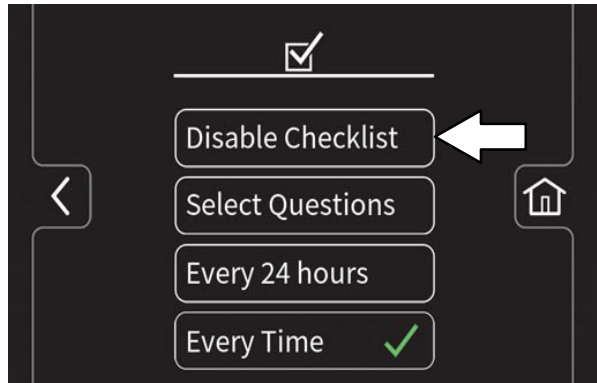 Disable Checklist
Select Questions
Every 24 hours
Every Time